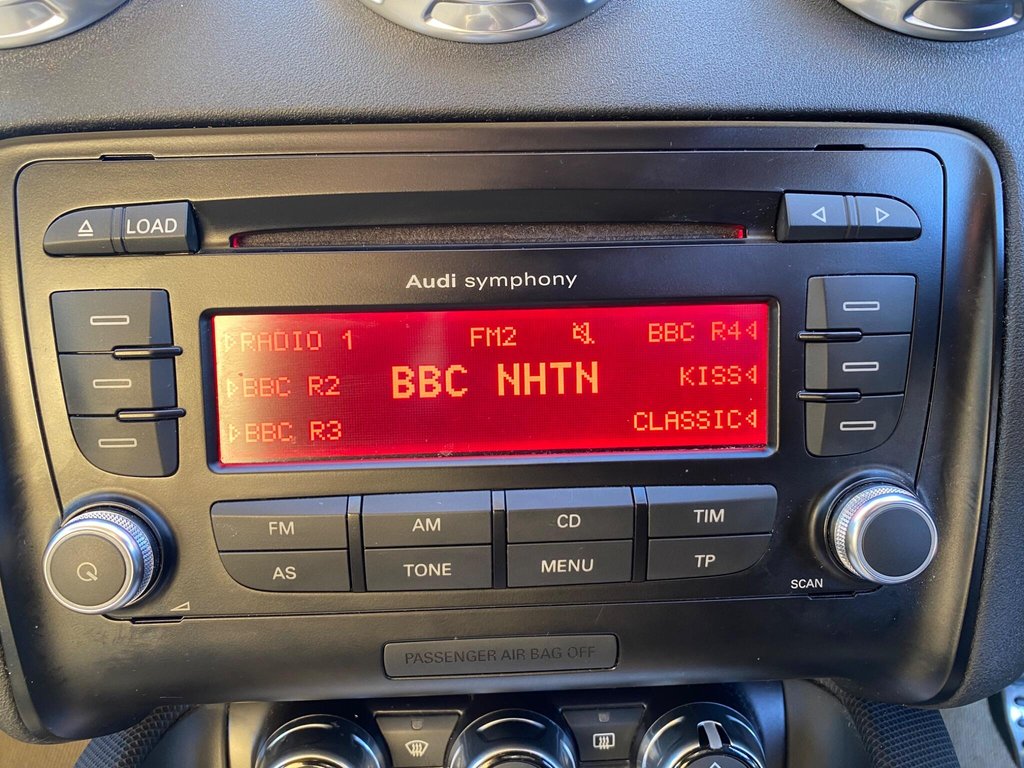 LOAD
Audi symphony
RADIO 1 FM2 BBC R4
BBC R2 BBC NHTN KISS
BBC R3 CLASSIC
FM AM CD TIM
AS TONE MENU TP
SCAN
PASSENGER AIR BAG OFF